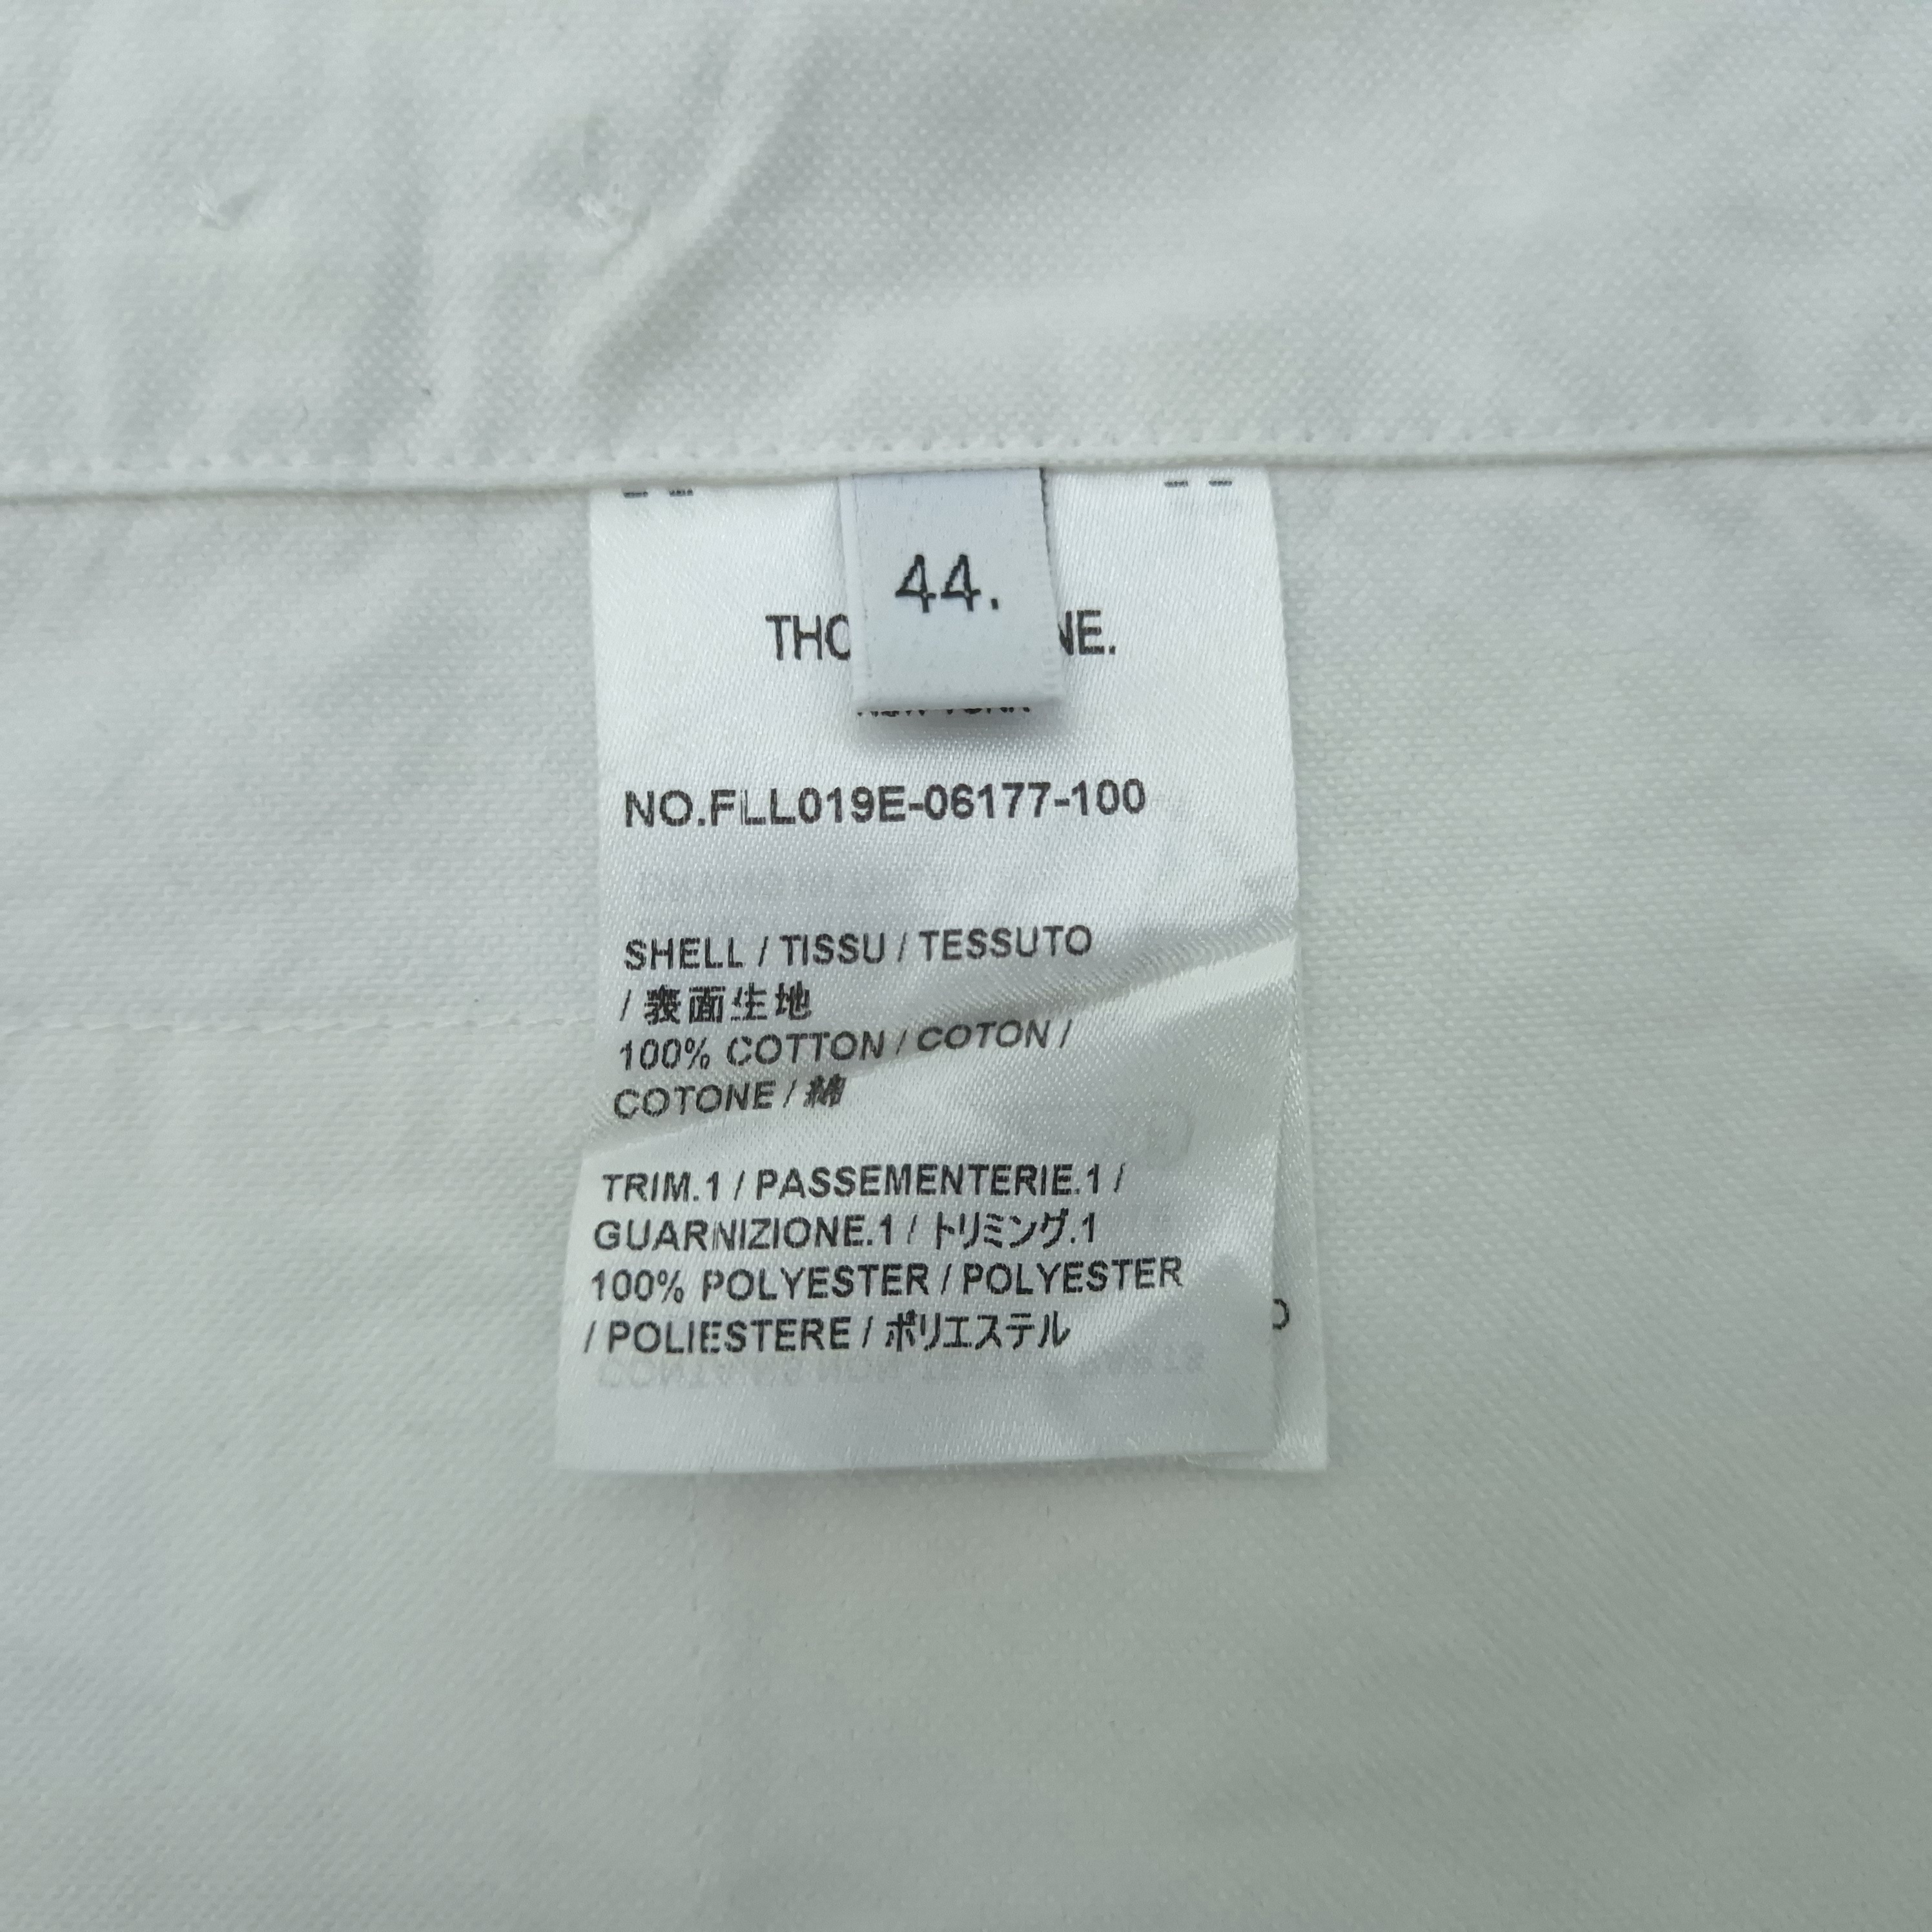 44.
NO.FLL019E-06177-100
SHELL / TISSU / TESSUTO
/ 表面生地
100% COTTON / COTON /
COTONE / 綿
TRIM.1 / PASSEMENTERIE.1 /
GUARNIZIONE.1 / トリミング.1
100% POLYESTER / POLYESTER
/ POLIESTERE / ポリエステル